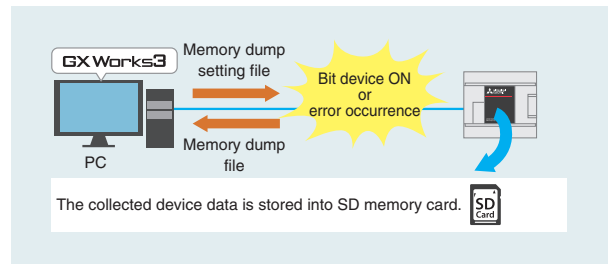 GX Works3
Memory dump
setting file
Bit device ON
or
error occurrence
Memory dump
file
PC
The collected device data is stored into SD memory card.
SD
Card